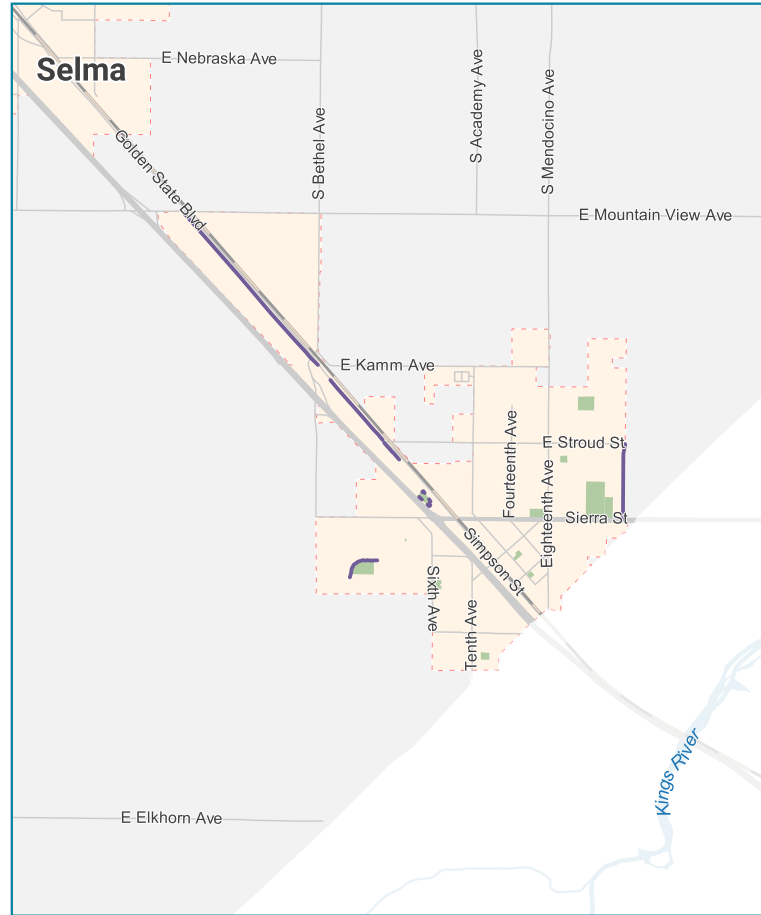 E Nebraska Ave
Selma
S Bethel Ave
S Academy Ave
S Mendocino Ave
Golden State Blvd
E Mountain View Ave
E Kamm Ave
Fourteenth Ave
E Stroud St
Eighteenth Ave
Sierra St
Simpson St
Sixth Ave
Tenth Ave
Kings River
E Elkhorn Ave